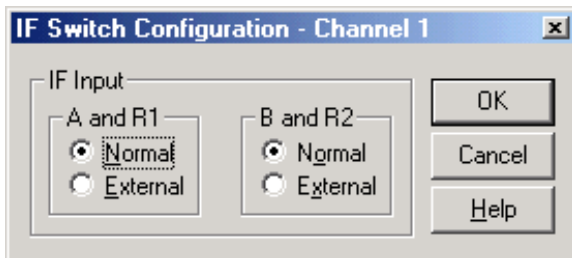 IF Switch Configuration - Channel 1
IF Input
A and R1
Normal
External
B and R2
Normal
External
OK
Cancel
Help